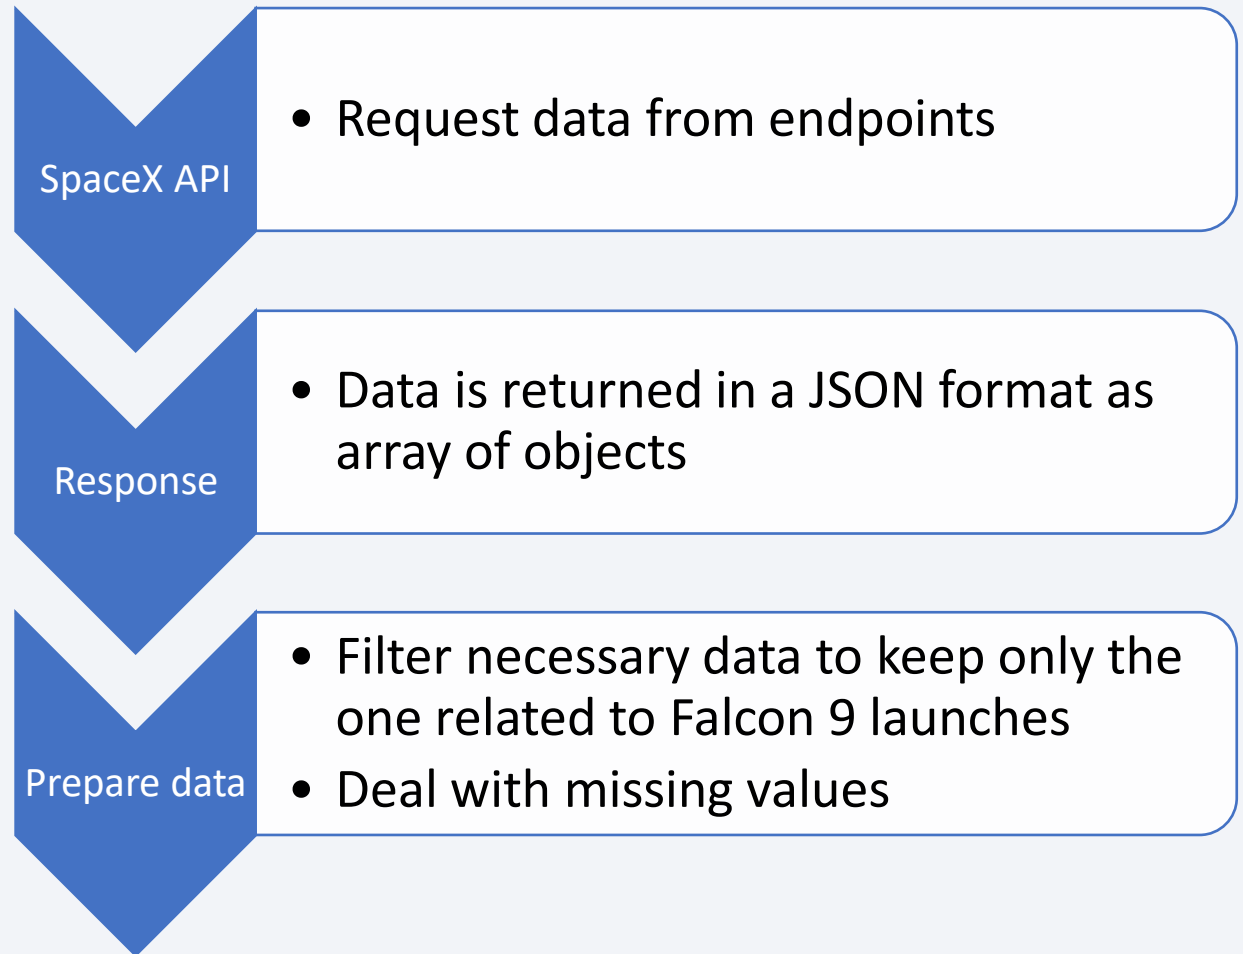 SpaceX API
• Request data from endpoints
Response
• Data is returned in a JSON format as
array of objects
Prepare data
• Filter necessary data to keep only the
one related to Falcon 9 launches
• Deal with missing values